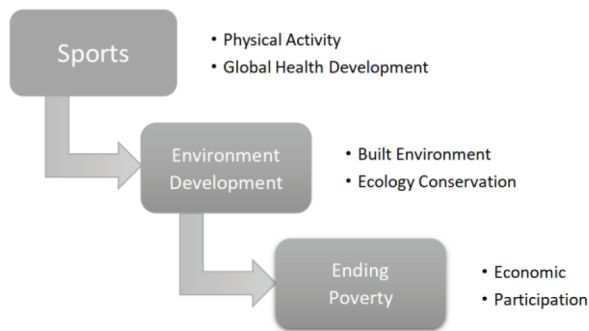 Sports
• Physical Activity
• Global Health Development
Environment
Development
• Built Environment
• Ecology Conservation
Ending
Poverty
• Economic
• Participation